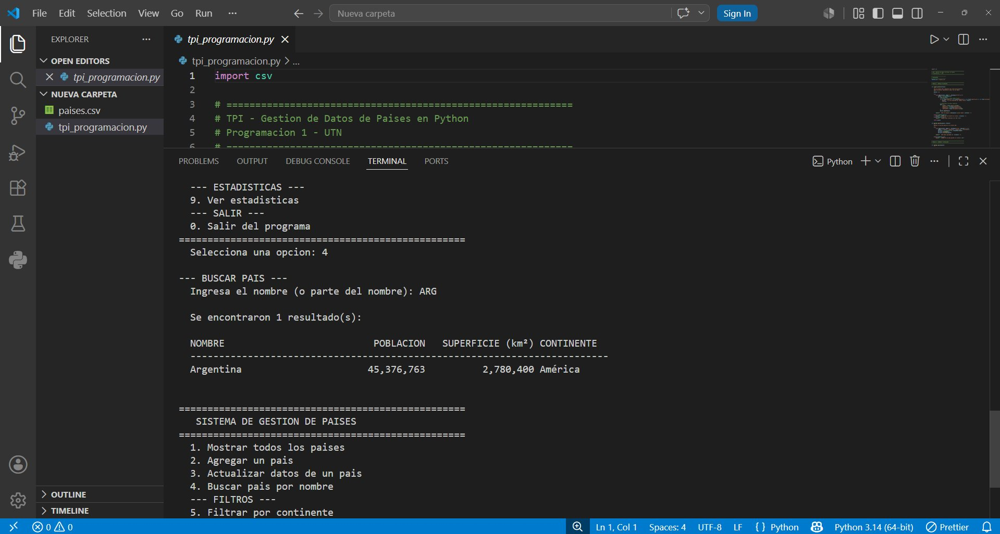 File Edit Selection View Go Run ···
Nueva carpeta
Sign In
EXPLORER
OPEN EDITORS
tpi_programacion.py
NUEVA CARPETA
paises.csv
tpi_programacion.py
OUTLINE
TIMELINE
tpi_programacion.py
tpi_programacion.py > ...
1 import csv
2
3 # ============================================================
4 # TPI - Gestion de Datos de Paises en Python
5 # Programacion 1 - UTN
6 # ============================================================
PROBLEMS OUTPUT DEBUG CONSOLE TERMINAL PORTS
Python
--- ESTADISTICAS ---
9. Ver estadisticas
--- SALIR ---
0. Salir del programa
==================================================
Selecciona una opcion: 4
--- BUSCAR PAIS ---
Ingresa el nombre (o parte del nombre): ARG
Se encontraron 1 resultado(s):
NOMBRE POBLACION SUPERFICIE (km²) CONTINENTE
-------------------------------------------------------------------------
Argentina 45,376,763 2,780,400 América
==================================================
SISTEMA DE GESTION DE PAISES
==================================================
1. Mostrar todos los paises
2. Agregar un pais
3. Actualizar datos de un pais
4. Buscar pais por nombre
--- FILTROS ---
5. Filtrar por continente
0 0
Ln 1, Col 1 Spaces: 4 UTF-8 LF { } Python Python 3.14 (64-bit) Prettier